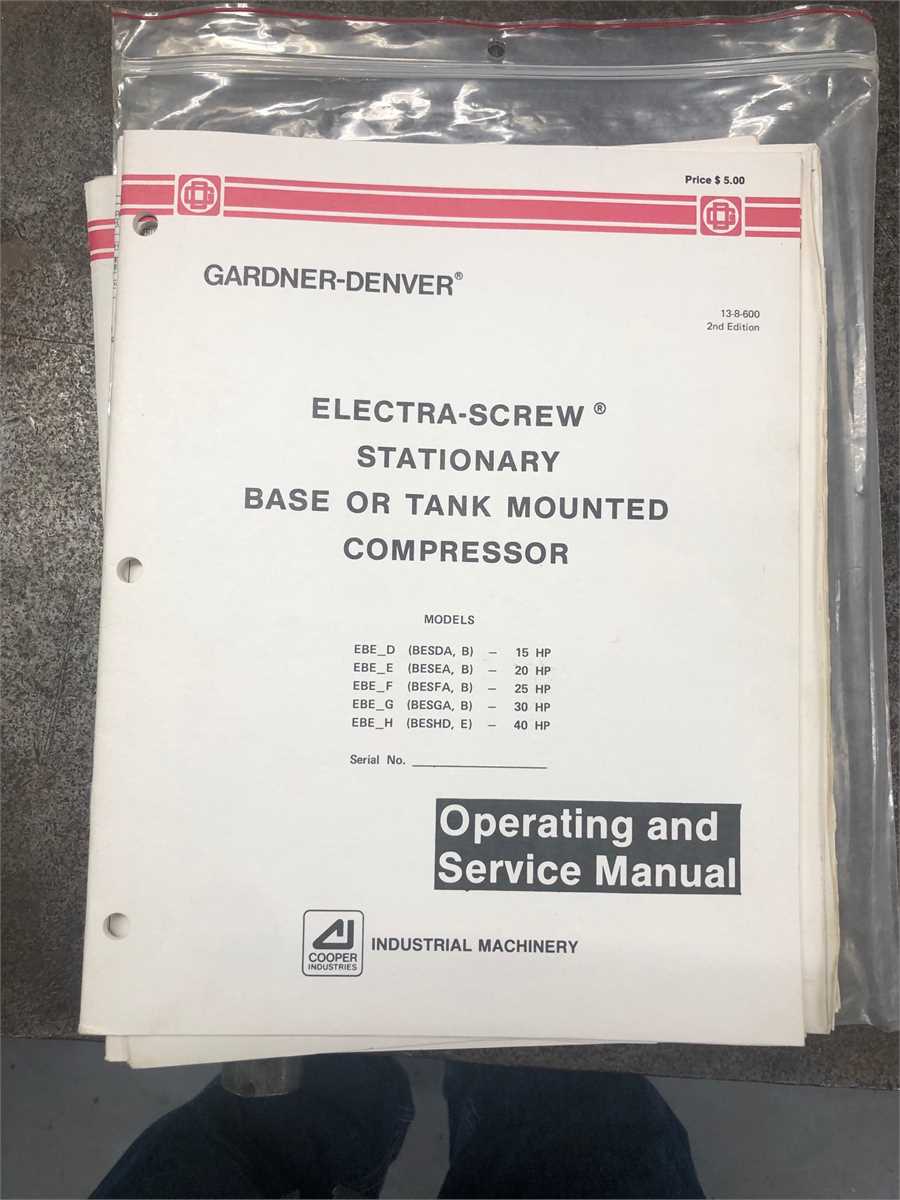 Price $ 5.00
GARDNER-DENVER®
13-8-600
2nd Edition
ELECTRA-SCREW ®
STATIONARY
BASE OR TANK MOUNTED
COMPRESSOR
MODELS
EBE_D (BESDA, B) – 15 HP
EBE_E (BESEA, B) – 20 HP
EBE_F (BESFA, B) – 25 HP
EBE_G (BESGA, B) – 30 HP
EBE_H (BESHD, E) – 40 HP
Serial No. ____________________
Operating and
Service Manual
COOPER
INDUSTRIES
INDUSTRIAL MACHINERY